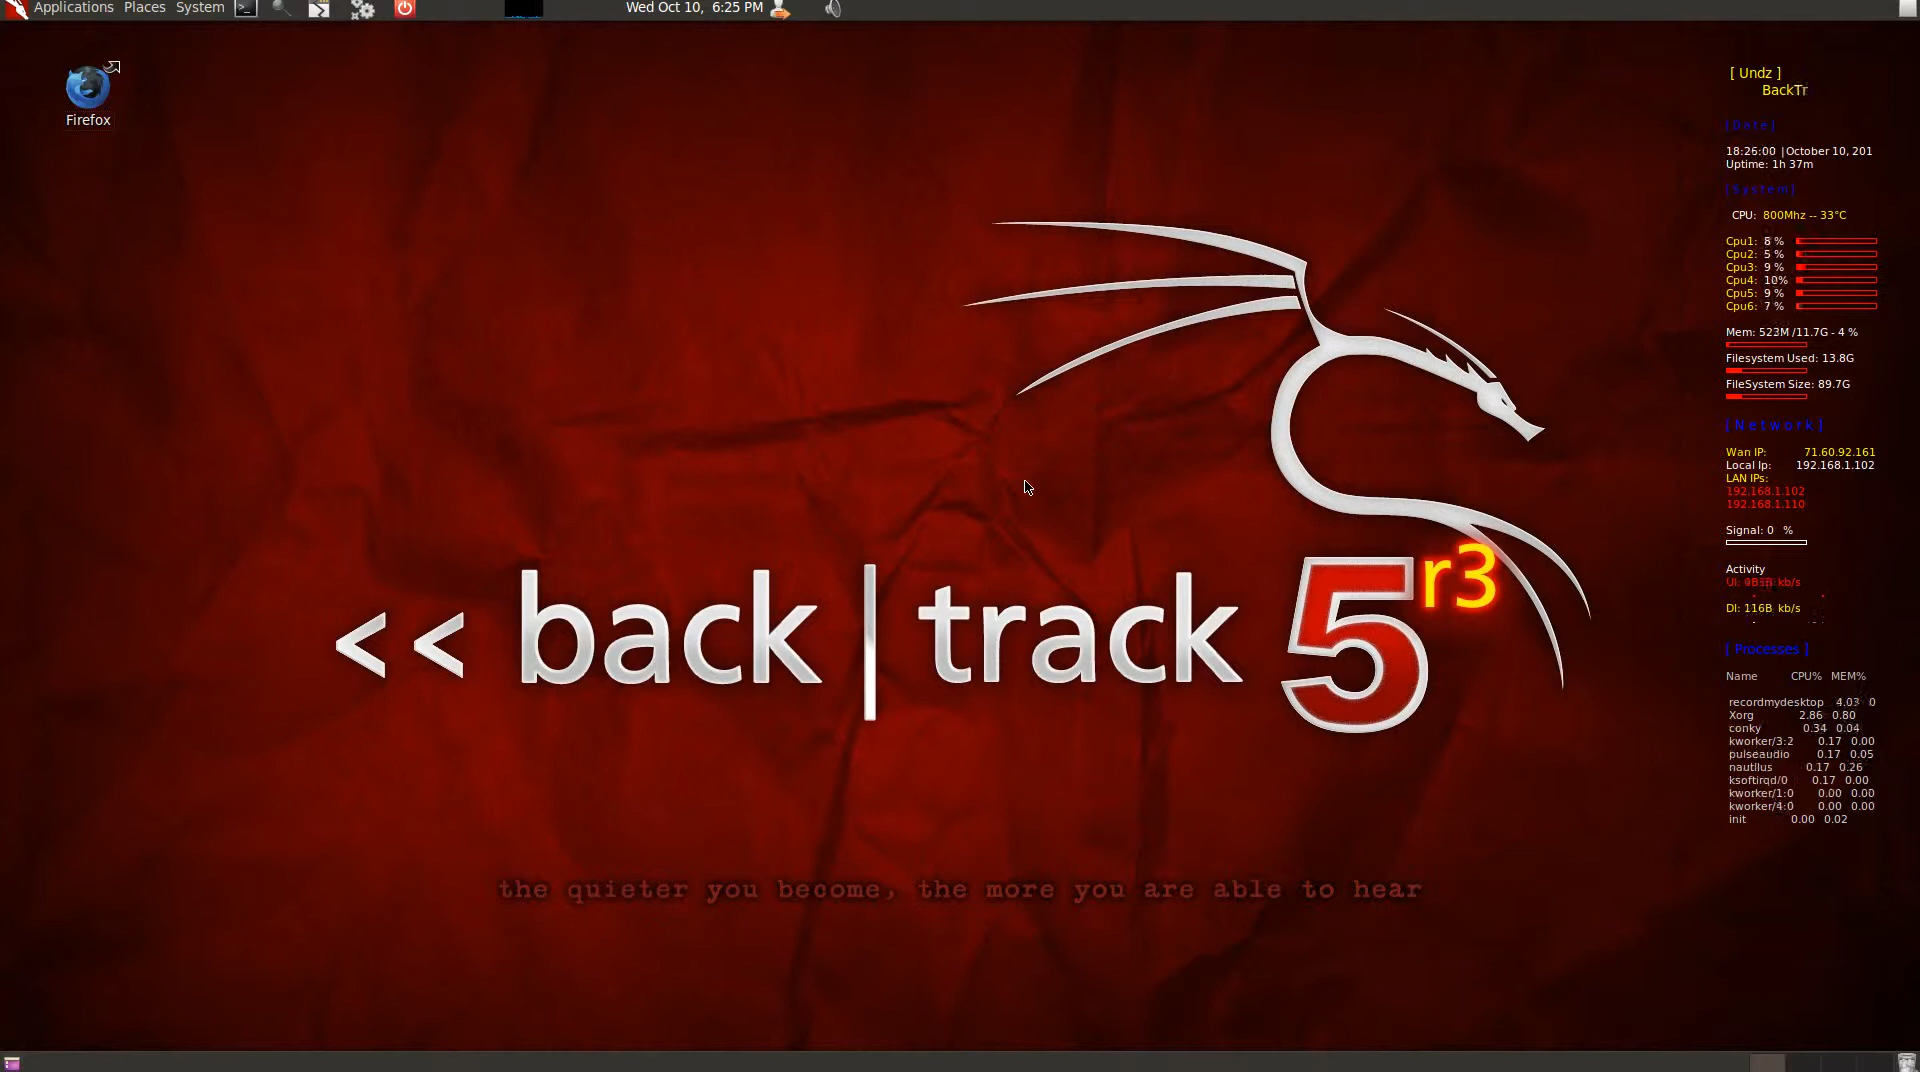 Applications Places System
Wed Oct 10, 6:25 PM
Firefox
[ Undz ]
BackTr
[ D a t e ]
18:26:00 | October 10, 201
Uptime: 1h 37m
[ S y s t e m ]
CPU: 800Mhz -- 33°C
Cpu1: 8 %
Cpu2: 5 %
Cpu3: 9 %
Cpu4: 10%
Cpu5: 9 %
Cpu6: 7 %
Mem: 523M /11.7G - 4 %
Filesystem Used: 13.8G
FileSystem Size: 89.7G
[ N e t w o r k ]
Wan IP: 71.60.92.161
Local Ip: 192.168.1.102
LAN IPs:
192.168.1.102
192.168.1.110
Signal: 0 %
Activity
Ul: kb/s
Dl: 116B kb/s
[ Processes ]
Name CPU% MEM%
recordmydesktop 4.03 0
Xorg 2.86 0.80
conky 0.34 0.04
kworker/3:2 0.17 0.00
pulseaudio 0.17 0.05
nautilus 0.17 0.26
ksoftirqd/0 0.17 0.00
kworker/1:0 0.00 0.00
kworker/4:0 0.00 0.00
init 0.00 0.02
<< back | track 5 r3
the quieter you become, the more you are able to hear